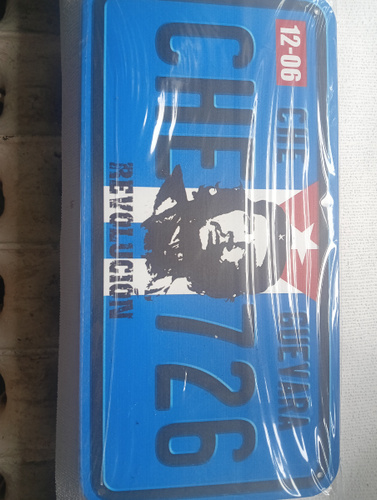 12-06
CHE GUEVARA
CHE 726
REVOLUCIÓN